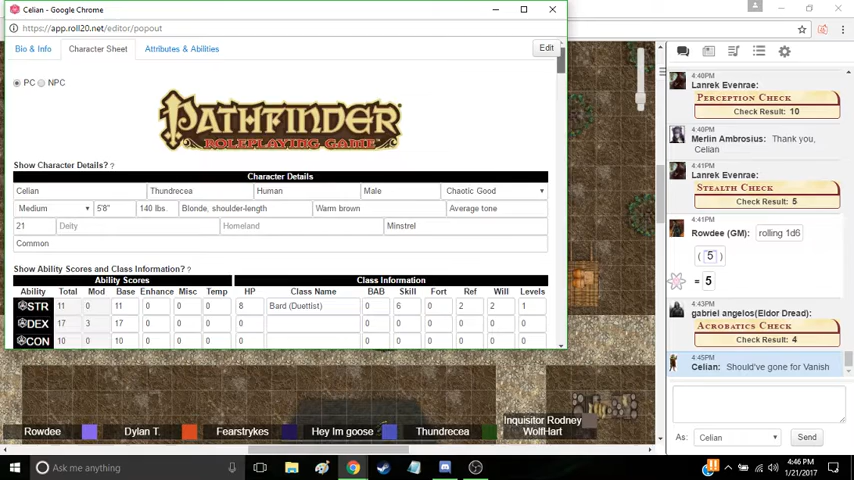 Celian - Google Chrome
https://app.roll20.net/editor/popout
Bio & Info Character Sheet Attributes & Abilities Edit
PC NPC
PATHFINDER
ROLEPLAYING GAME
Show Character Details? ?
Character Details
Celian Thundrecea Human Male Chaotic Good
Medium 5'8" 140 lbs. Blonde, shoulder-length Warm brown Average tone
21 Deity Homeland Minstrel
Common
Show Ability Scores and Class Information? ?
Ability Scores Class Information
Ability Total Mod Base Enhance Misc Temp HP Class Name BAB Skill Fort Ref Will Levels
STR 11 0 11 0 0 0 8 Bard (Duettist) 0 6 0 2 2 1
DEX 17 3 17 0 0 0 0 0 0 0 0 0
CON 10 0 10 0 0 0 0 0 0 0 0 0
4:40PM
Lanrek Evenrae:
PERCEPTION CHECK
Check Result: 10
4:40PM
Merlin Ambrosius: Thank you,
Celian
4:41PM
Lanrek Evenrae:
STEALTH CHECK
Check Result: 5
4:41PM
Rowdee (GM): rolling 1d6
( 5 )
= 5
4:43PM
gabriel angelos(Eldor Dread):
ACROBATICS CHECK
Check Result: 4
4:45PM
Celian: Should've gone for Vanish
As: Celian Send
Rowdee Dylan T. Fearstrykes Hey Im goose Thundrecea Inquisitor Rodney
WolfHart
Ask me anything
4:46 PM
1/21/2017